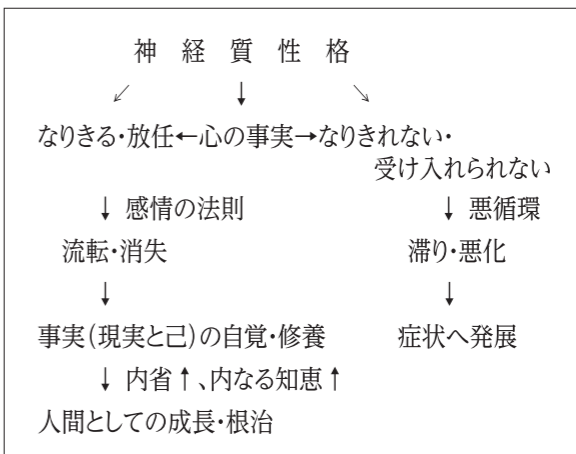 神 経 質 性 格
↙ ↓ ↘
なりきる・放任←心の事実→なりきれない・
受け入れられない
↓ 感情の法則 ↓ 悪循環
流転・消失 滞り・悪化
↓ ↓
事実(現実と己)の自覚・修養 症状へ発展
↓ 内省↑、内なる知恵↑
人間としての成長・根治